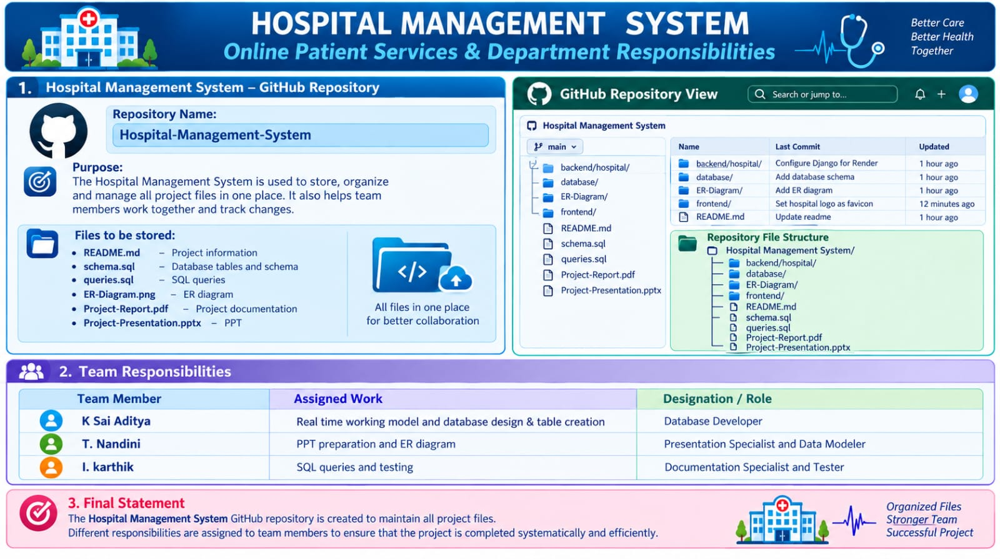 HOSPITAL MANAGEMENT SYSTEM
Online Patient Services & Department Responsibilities
Better Care
Better Health
Together
1. Hospital Management System – GitHub Repository
Repository Name:
Hospital-Management-System
Purpose:
The Hospital Management System is used to store, organize
and manage all project files in one place. It also helps team
members work together and track changes.
Files to be stored:
• README.md – Project information
• schema.sql – Database tables and schema
• queries.sql – SQL queries
• ER-Diagram.png – ER diagram
• Project-Report.pdf – Project documentation
• Project-Presentation.pptx – PPT
</>
All files in one place
for better collaboration
GitHub Repository View
Search or jump to...
Hospital Management System
main
backend/hospital/
database/
ER-Diagram/
frontend/
README.md
schema.sql
queries.sql
Project-Report.pdf
Project-Presentation.pptx
Name Last Commit Updated
backend/hospital/ Configure Django for Render 1 hour ago
database/ Add database schema 1 hour ago
ER-Diagram/ Add ER diagram 1 hour ago
frontend/ Set hospital logo as favicon 12 minutes ago
README.md Update readme 1 hour ago
Repository File Structure
Hospital Management System/
backend/hospital/
database/
ER-Diagram/
frontend/
README.md
schema.sql
queries.sql
Project-Report.pdf
Project-Presentation.pptx
2. Team Responsibilities
Team Member Assigned Work Designation / Role
K Sai Aditya Real time working model and database design & table creation Database Developer
T. Nandini PPT preparation and ER diagram Presentation Specialist and Data Modeler
I. karthik SQL queries and testing Documentation Specialist and Tester
3. Final Statement
The Hospital Management System GitHub repository is created to maintain all project files.
Different responsibilities are assigned to team members to ensure that the project is completed systematically and efficiently.
Organized Files
Stronger Team
Successful Project